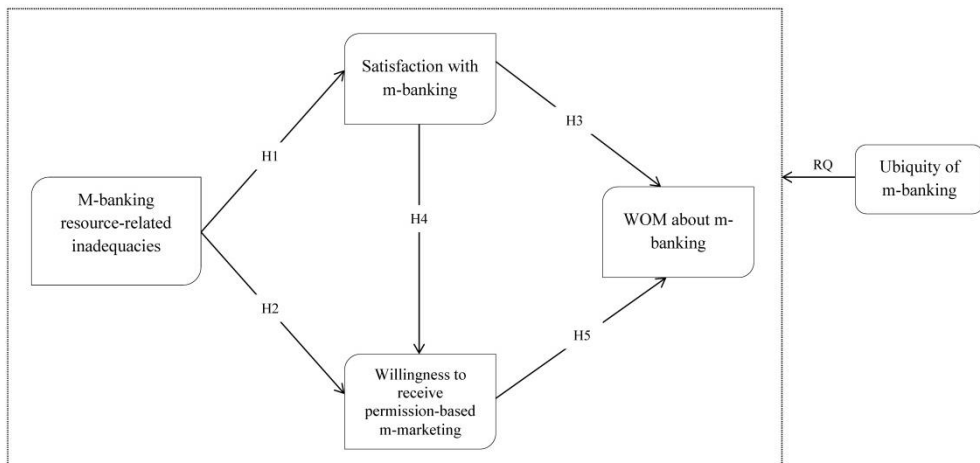 Satisfaction with
m-banking
H1
H3
M-banking
resource-related
inadequacies
H4
WOM about m-
banking
RQ
Ubiquity of
m-banking
H2
H5
Willingness to
receive
permission-based
m-marketing